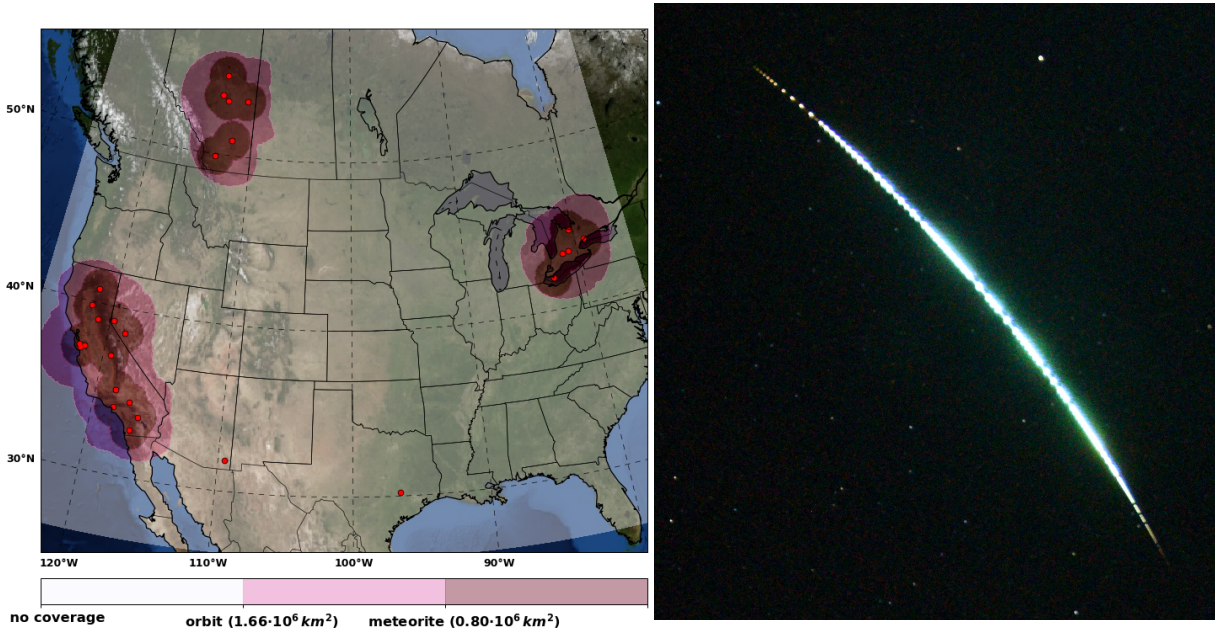 50°N
40°N
30°N
120°W 110°W 100°W 90°W
no coverage orbit (1.66·10⁶ km²) meteorite (0.80·10⁶ km²)